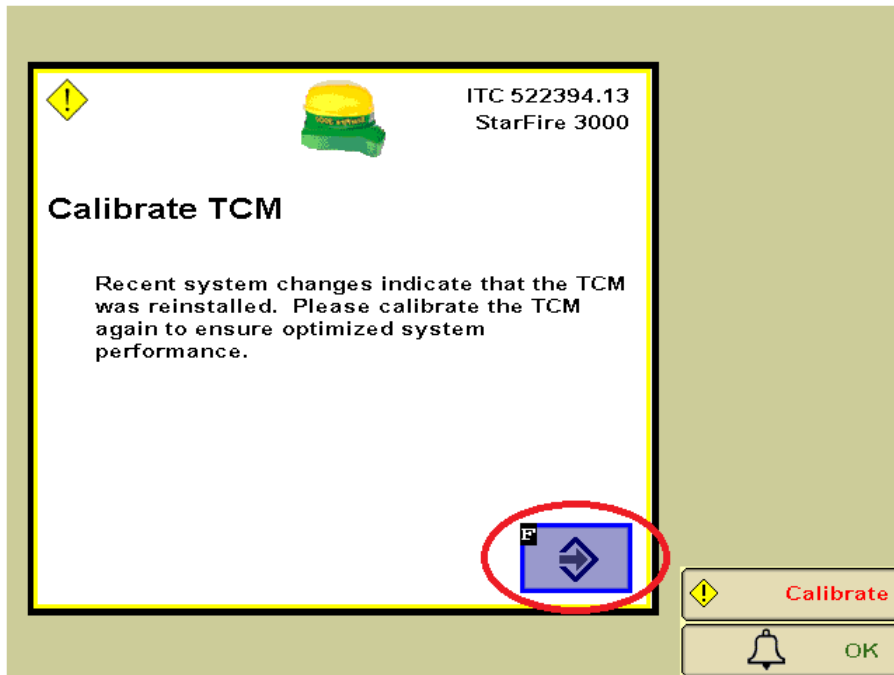 ITC 522394.13
StarFire 3000
Calibrate TCM
Recent system changes indicate that the TCM
was reinstalled. Please calibrate the TCM
again to ensure optimized system
performance.
F
Calibrate
OK